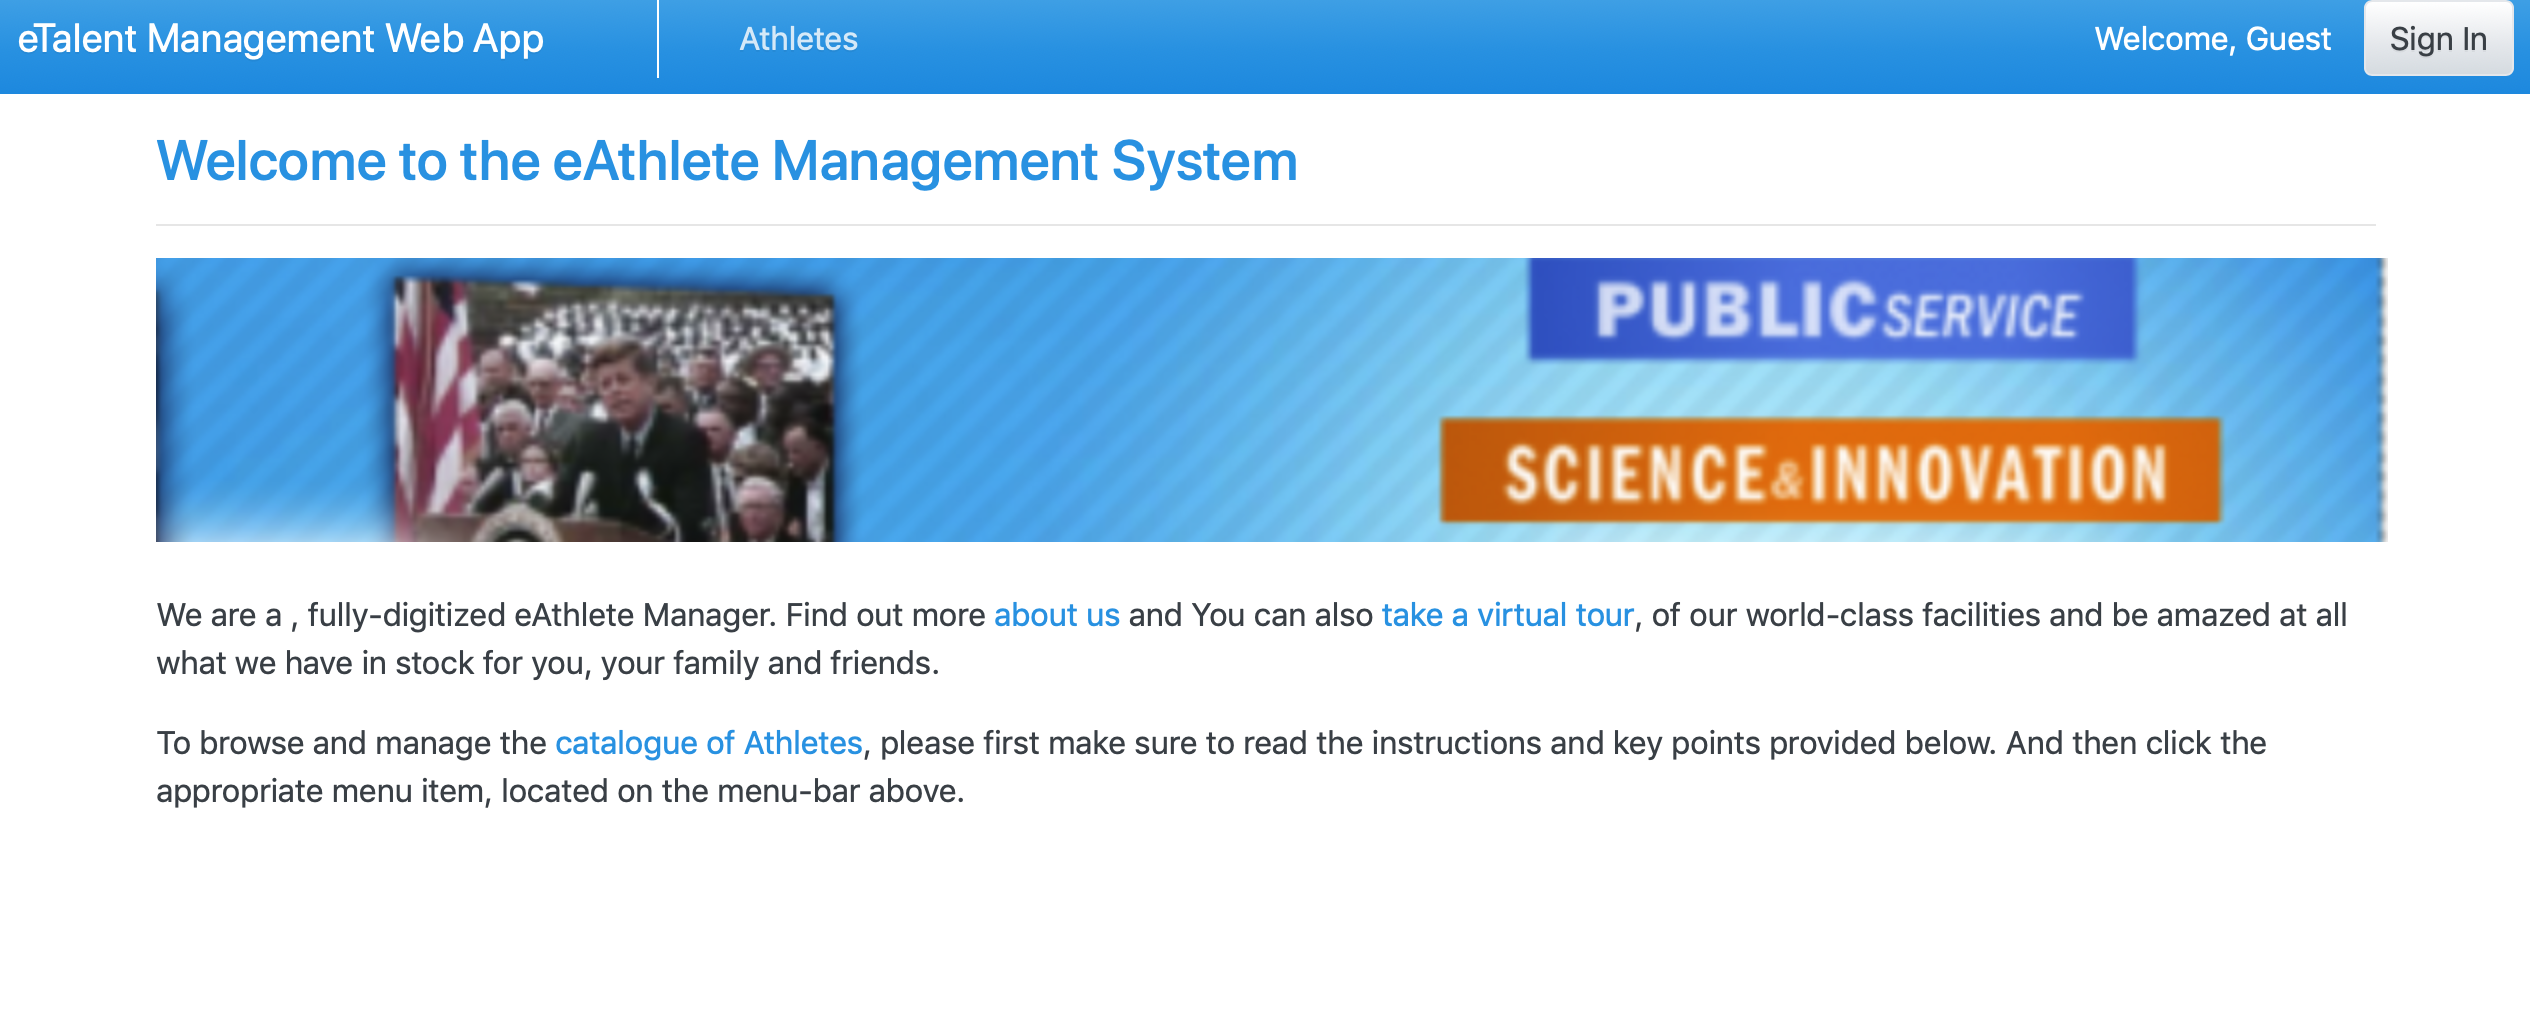 eTalent Management Web App
Athletes
Welcome, Guest
Sign In
Welcome to the eAthlete Management System
PUBLIC SERVICE
SCIENCE & INNOVATION
We are a , fully-digitized eAthlete Manager. Find out more about us and You can also take a virtual tour, of our world-class facilities and be amazed at all
what we have in stock for you, your family and friends.
To browse and manage the catalogue of Athletes, please first make sure to read the instructions and key points provided below. And then click the
appropriate menu item, located on the menu-bar above.